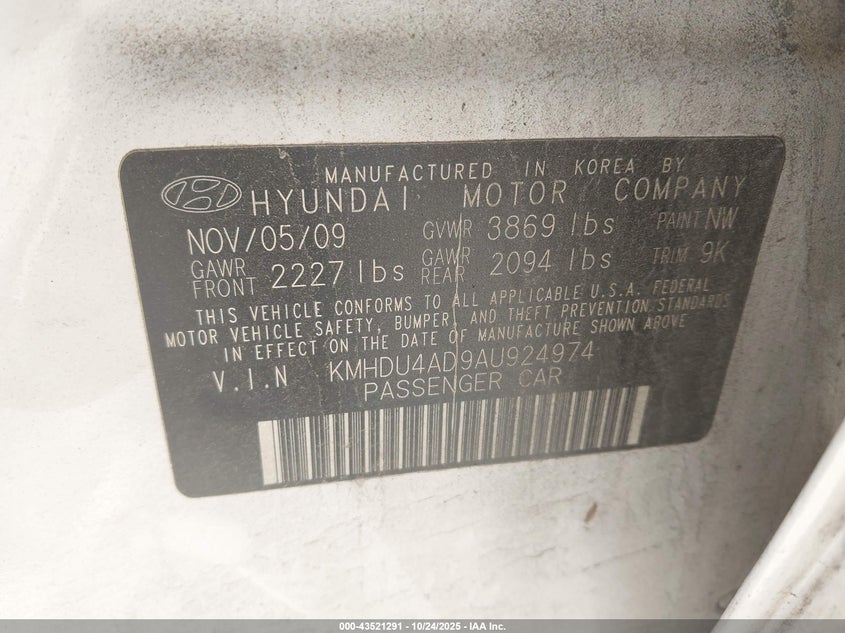 MANUFACTURED IN KOREA BY
HYUNDAI MOTOR COMPANY
NOV/05/09 GVWR 3869 lbs PAINT NW
GAWR FRONT 2227 lbs GAWR REAR 2094 lbs TRIM 9K
THIS VEHICLE CONFORMS TO ALL APPLICABLE U.S.A. FEDERAL
MOTOR VEHICLE SAFETY, BUMPER, AND THEFT PREVENTION STANDARDS
IN EFFECT ON THE DATE OF MANUFACTURE SHOWN ABOVE
V.I.N KMHDU4AD9AU924974
PASSENGER CAR
000-43521291 - 10/24/2025 - IAA Inc.